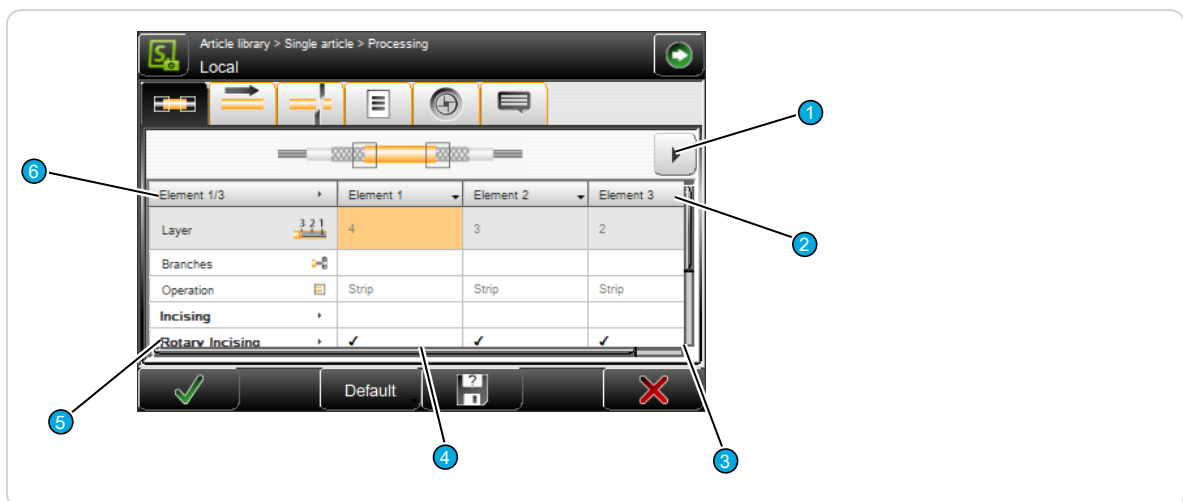 Article library > Single article > Processing
Local
1
6
Element 1/3 Element 1 Element 2 Element 3
2
Layer 3 2 1 4 3 2
Branches
Operation Strip Strip Strip
Incising
Rotary Incising ✓ ✓ ✓
Default ?
5
4
3